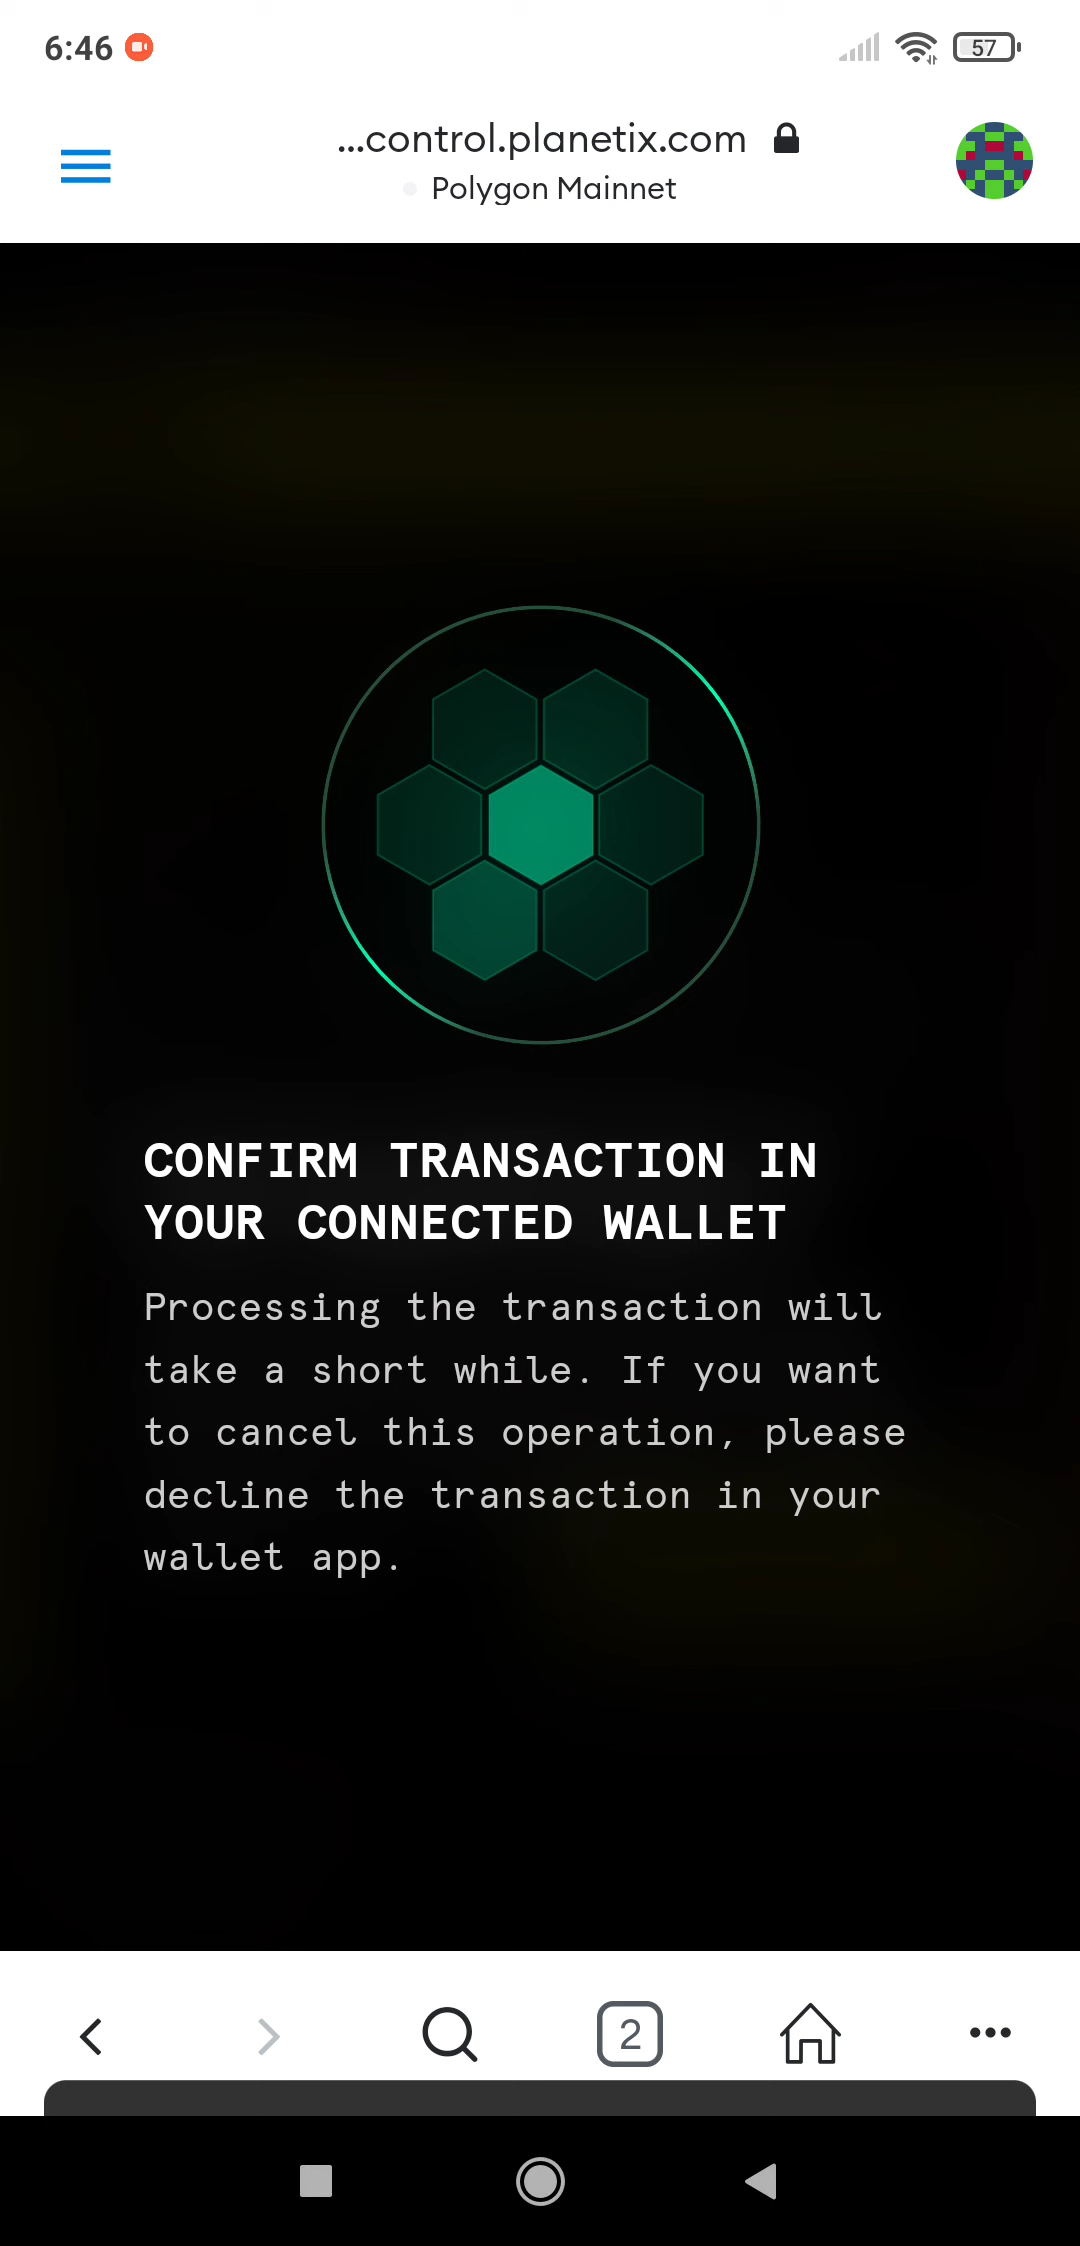 6:46
57
...control.planetix.com
Polygon Mainnet
CONFIRM TRANSACTION IN
YOUR CONNECTED WALLET
Processing the transaction will
take a short while. If you want
to cancel this operation, please
decline the transaction in your
wallet app.
2